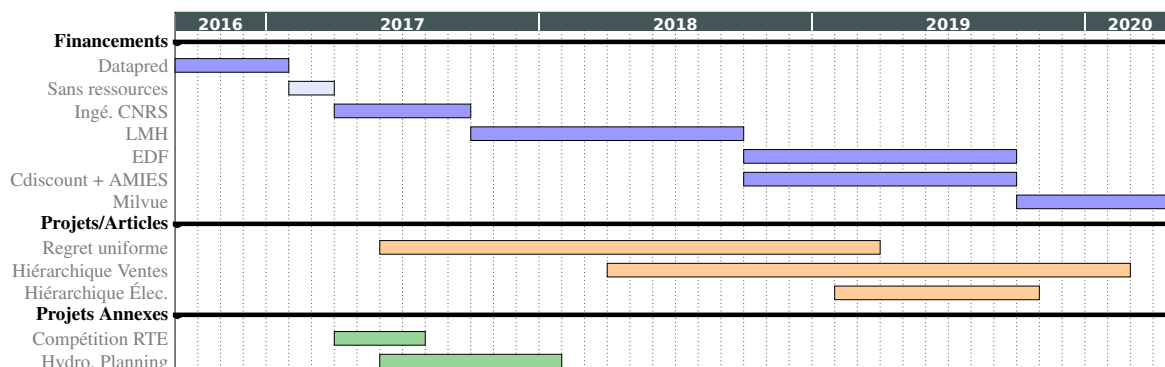 2016 2017 2018 2019 2020
Financements
Datapred
Sans ressources
Ingé. CNRS
LMH
EDF
Cdiscount + AMIES
Milvue
Projets/Articles
Regret uniforme
Hiérarchique Ventes
Hiérarchique Élec.
Projets Annexes
Compétition RTE
Hydro. Planning